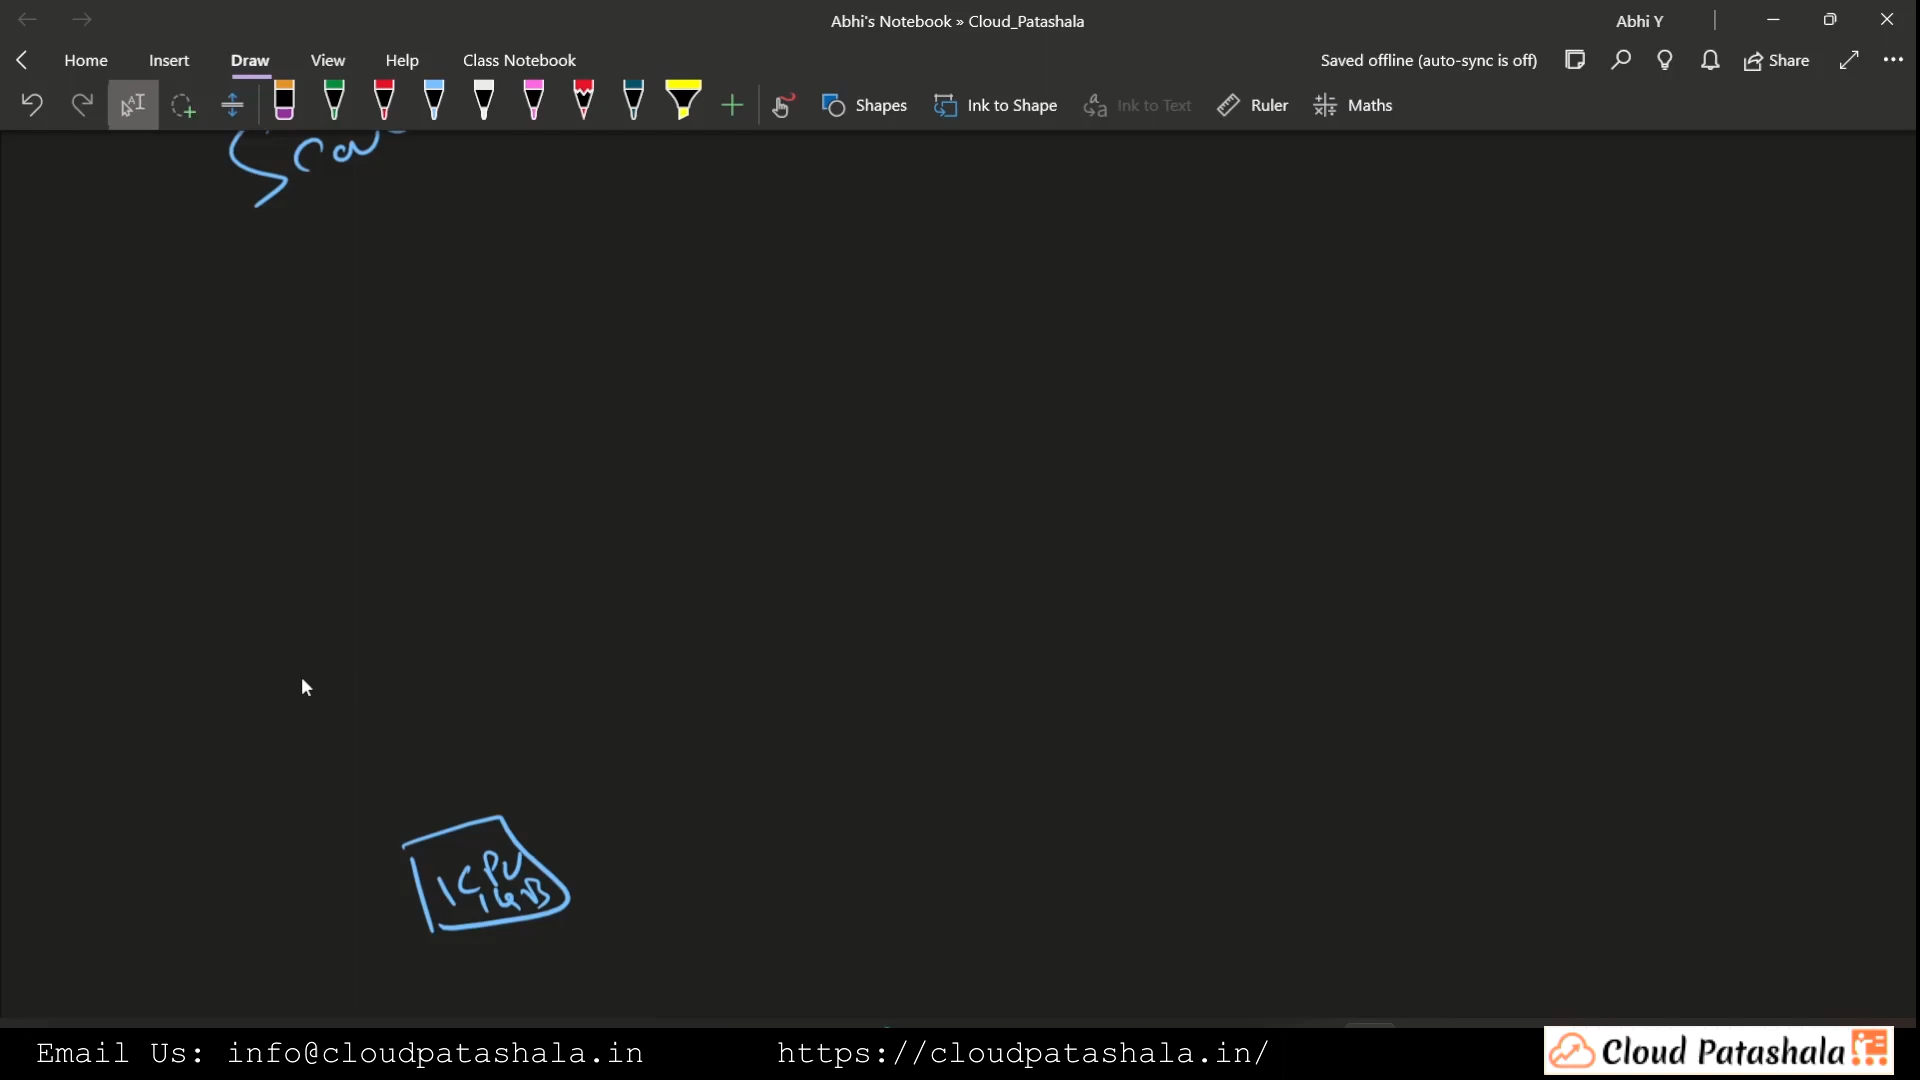 Abhi's Notebook » Cloud_Patashala
Abhi Y
Home Insert Draw View Help Class Notebook
Saved offline (auto-sync is off)
Share
Shapes Ink to Shape Ink to Text Ruler Maths
1CPU
1GB
Email Us: info@cloudpatashala.in https://cloudpatashala.in/
Cloud Patashala